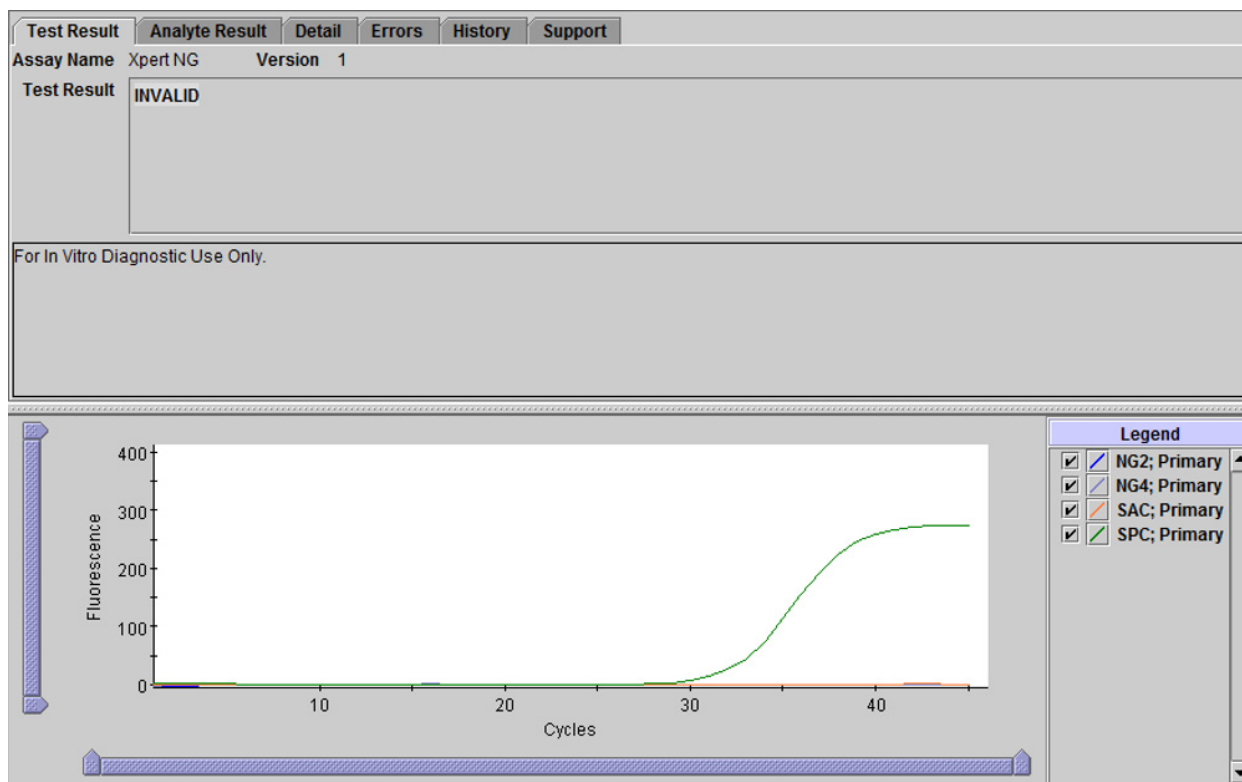 Test Result Analyte Result Detail Errors History Support
Assay Name Xpert NG Version 1
Test Result INVALID
For In Vitro Diagnostic Use Only.
Legend
NG2; Primary
NG4; Primary
SAC; Primary
SPC; Primary
400
300
200
100
0
Fluorescence
10 20 30 40
Cycles